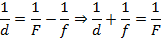 1/d = 1/F − 1/f ⇒ 1/d + 1/f = 1/F